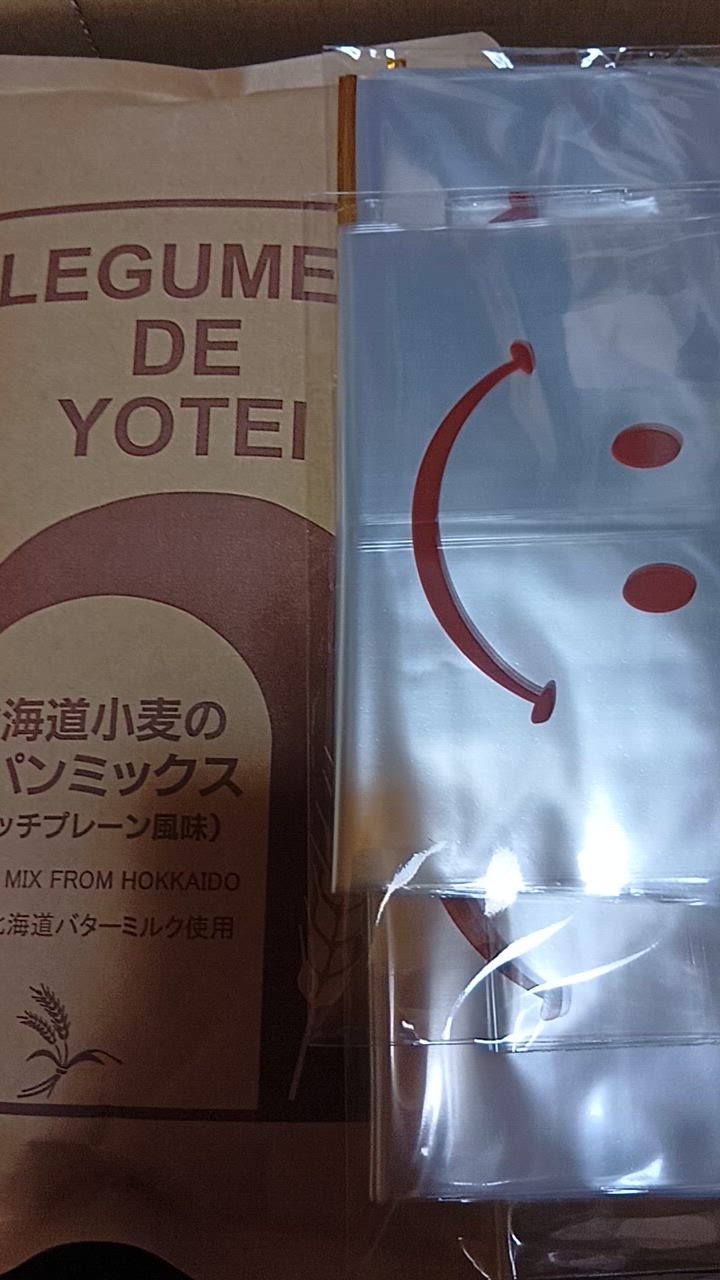 LEGUME
DE
YOTEI
海道小麦の
パンミックス
ッチプレーン風味）
MIX FROM HOKKAIDO
北海道バターミルク使用